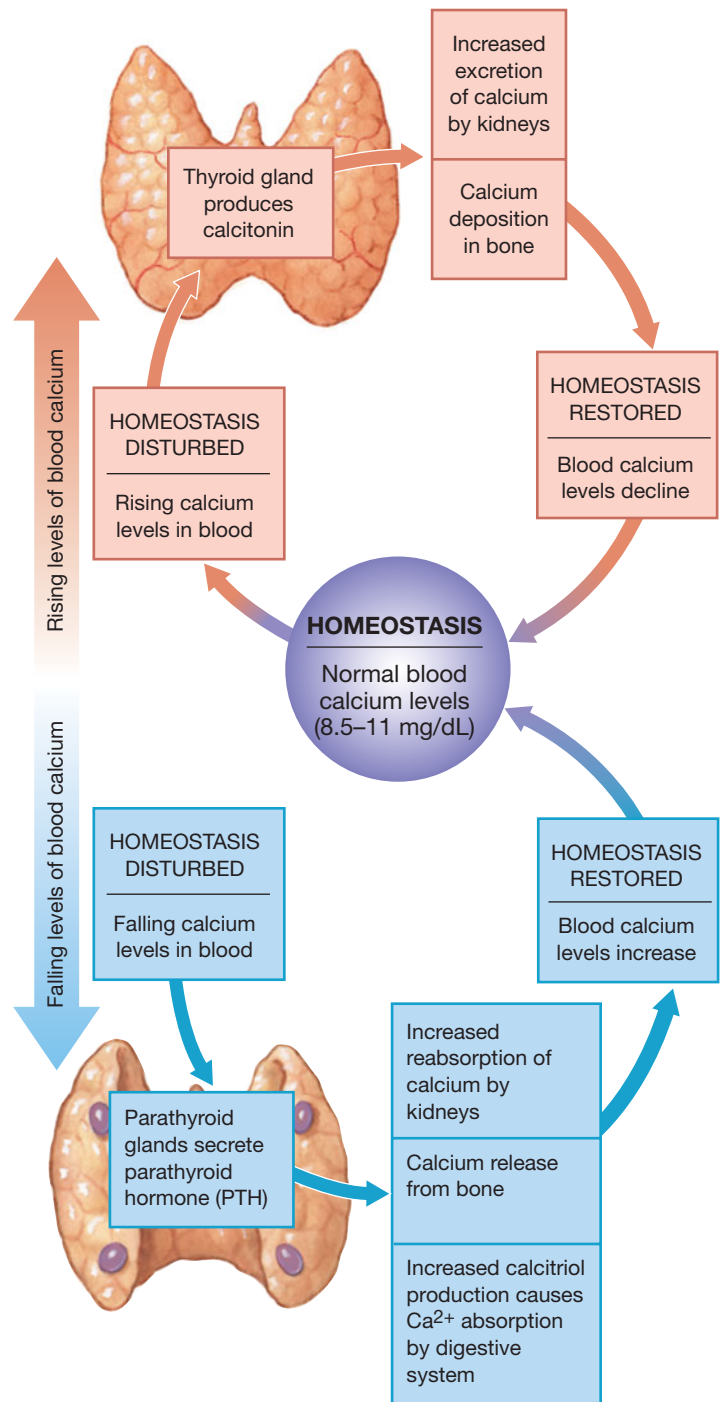 Increased
excretion
of calcium
by kidneys
Thyroid gland
produces
calcitonin
Calcium
deposition
in bone
Rising levels of blood calcium
HOMEOSTASIS
DISTURBED
Rising calcium
levels in blood
HOMEOSTASIS
RESTORED
Blood calcium
levels decline
HOMEOSTASIS
Normal blood
calcium levels
(8.5–11 mg/dL)
Falling levels of blood calcium
HOMEOSTASIS
DISTURBED
Falling calcium
levels in blood
HOMEOSTASIS
RESTORED
Blood calcium
levels increase
Parathyroid
glands secrete
parathyroid
hormone (PTH)
Increased
reabsorption of
calcium by
kidneys
Calcium release
from bone
Increased calcitriol
production causes
Ca²⁺ absorption
by digestive
system